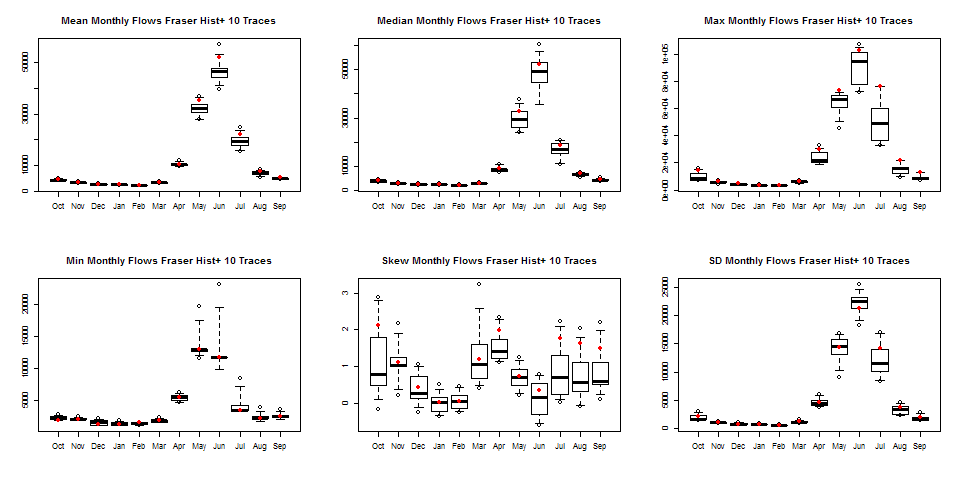 Mean Monthly Flows Fraser Hist+ 10 Traces
50000
30000
10000
0
Oct Nov Dec Jan Feb Mar Apr May Jun Jul Aug Sep
Median Monthly Flows Fraser Hist+ 10 Traces
50000
30000
10000
0
Oct Nov Dec Jan Feb Mar Apr May Jun Jul Aug Sep
Max Monthly Flows Fraser Hist+ 10 Traces
1e+05
8e+04
6e+04
4e+04
2e+04
0e+00
Oct Nov Dec Jan Feb Mar Apr May Jun Jul Aug Sep
Min Monthly Flows Fraser Hist+ 10 Traces
20000
15000
10000
5000
Oct Nov Dec Jan Feb Mar Apr May Jun Jul Aug Sep
Skew Monthly Flows Fraser Hist+ 10 Traces
3
2
1
0
Oct Nov Dec Jan Feb Mar Apr May Jun Jul Aug Sep
SD Monthly Flows Fraser Hist+ 10 Traces
25000
20000
15000
10000
5000
0
Oct Nov Dec Jan Feb Mar Apr May Jun Jul Aug Sep